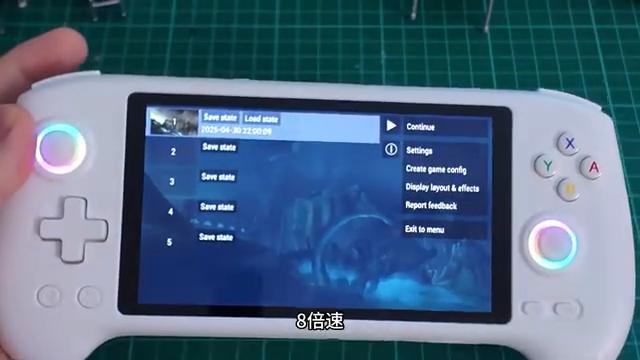 Save state Load state
2025-04-30 22:00:09
2 Save state
3 Save state
4 Save state
5 Save state
Continue
Settings
Create game config
Display layout & effects
Report feedback
Exit to menu
X
Y
A
B
8倍速